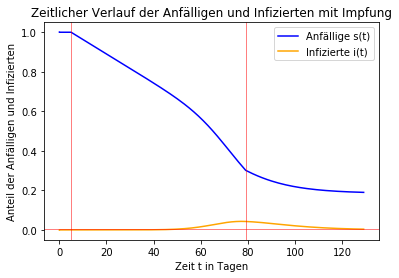 Zeitlicher Verlauf der Anfälligen und Infizierten mit Impfung
Anteil der Anfälligen und Infizierten
1.0
0.8
0.6
0.4
0.2
0.0
Anfällige s(t)
Infizierte i(t)
0 20 40 60 80 100 120
Zeit t in Tagen